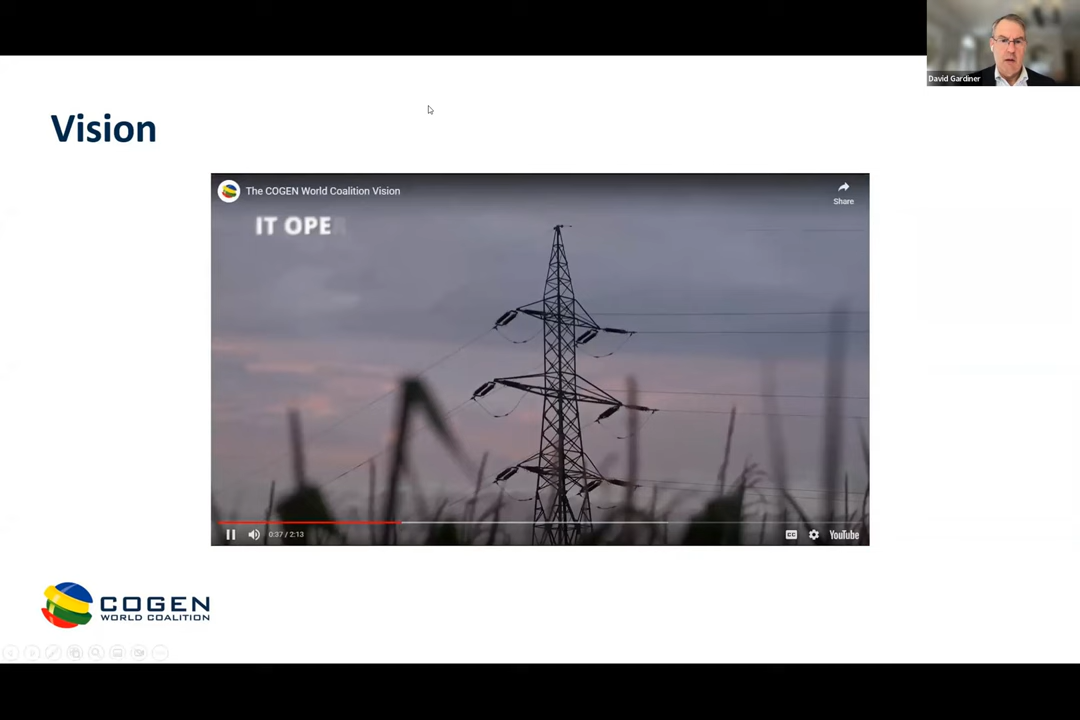 David Gardiner
Vision
The COGEN World Coalition Vision
Share
IT OPE
0:37 / 2:13
CC
YouTube
COGEN
WORLD COALITION